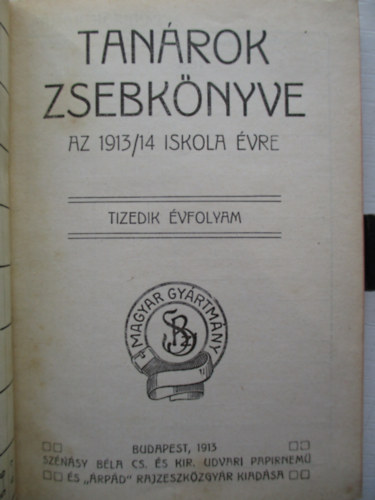 TANÁROK
ZSEBKÖNYVE
AZ 1913/14 ISKOLA ÉVRE
TIZEDIK ÉVFOLYAM
MAGYAR GYÁRTMÁNY
SB
BUDAPEST, 1913
SZÉNÁSY BÉLA CS. ÉS KIR. UDVARI PAPIRNEMŰ
ÉS „ÁRPÁD" RAJZESZKÖZGYÁR KIADÁSA